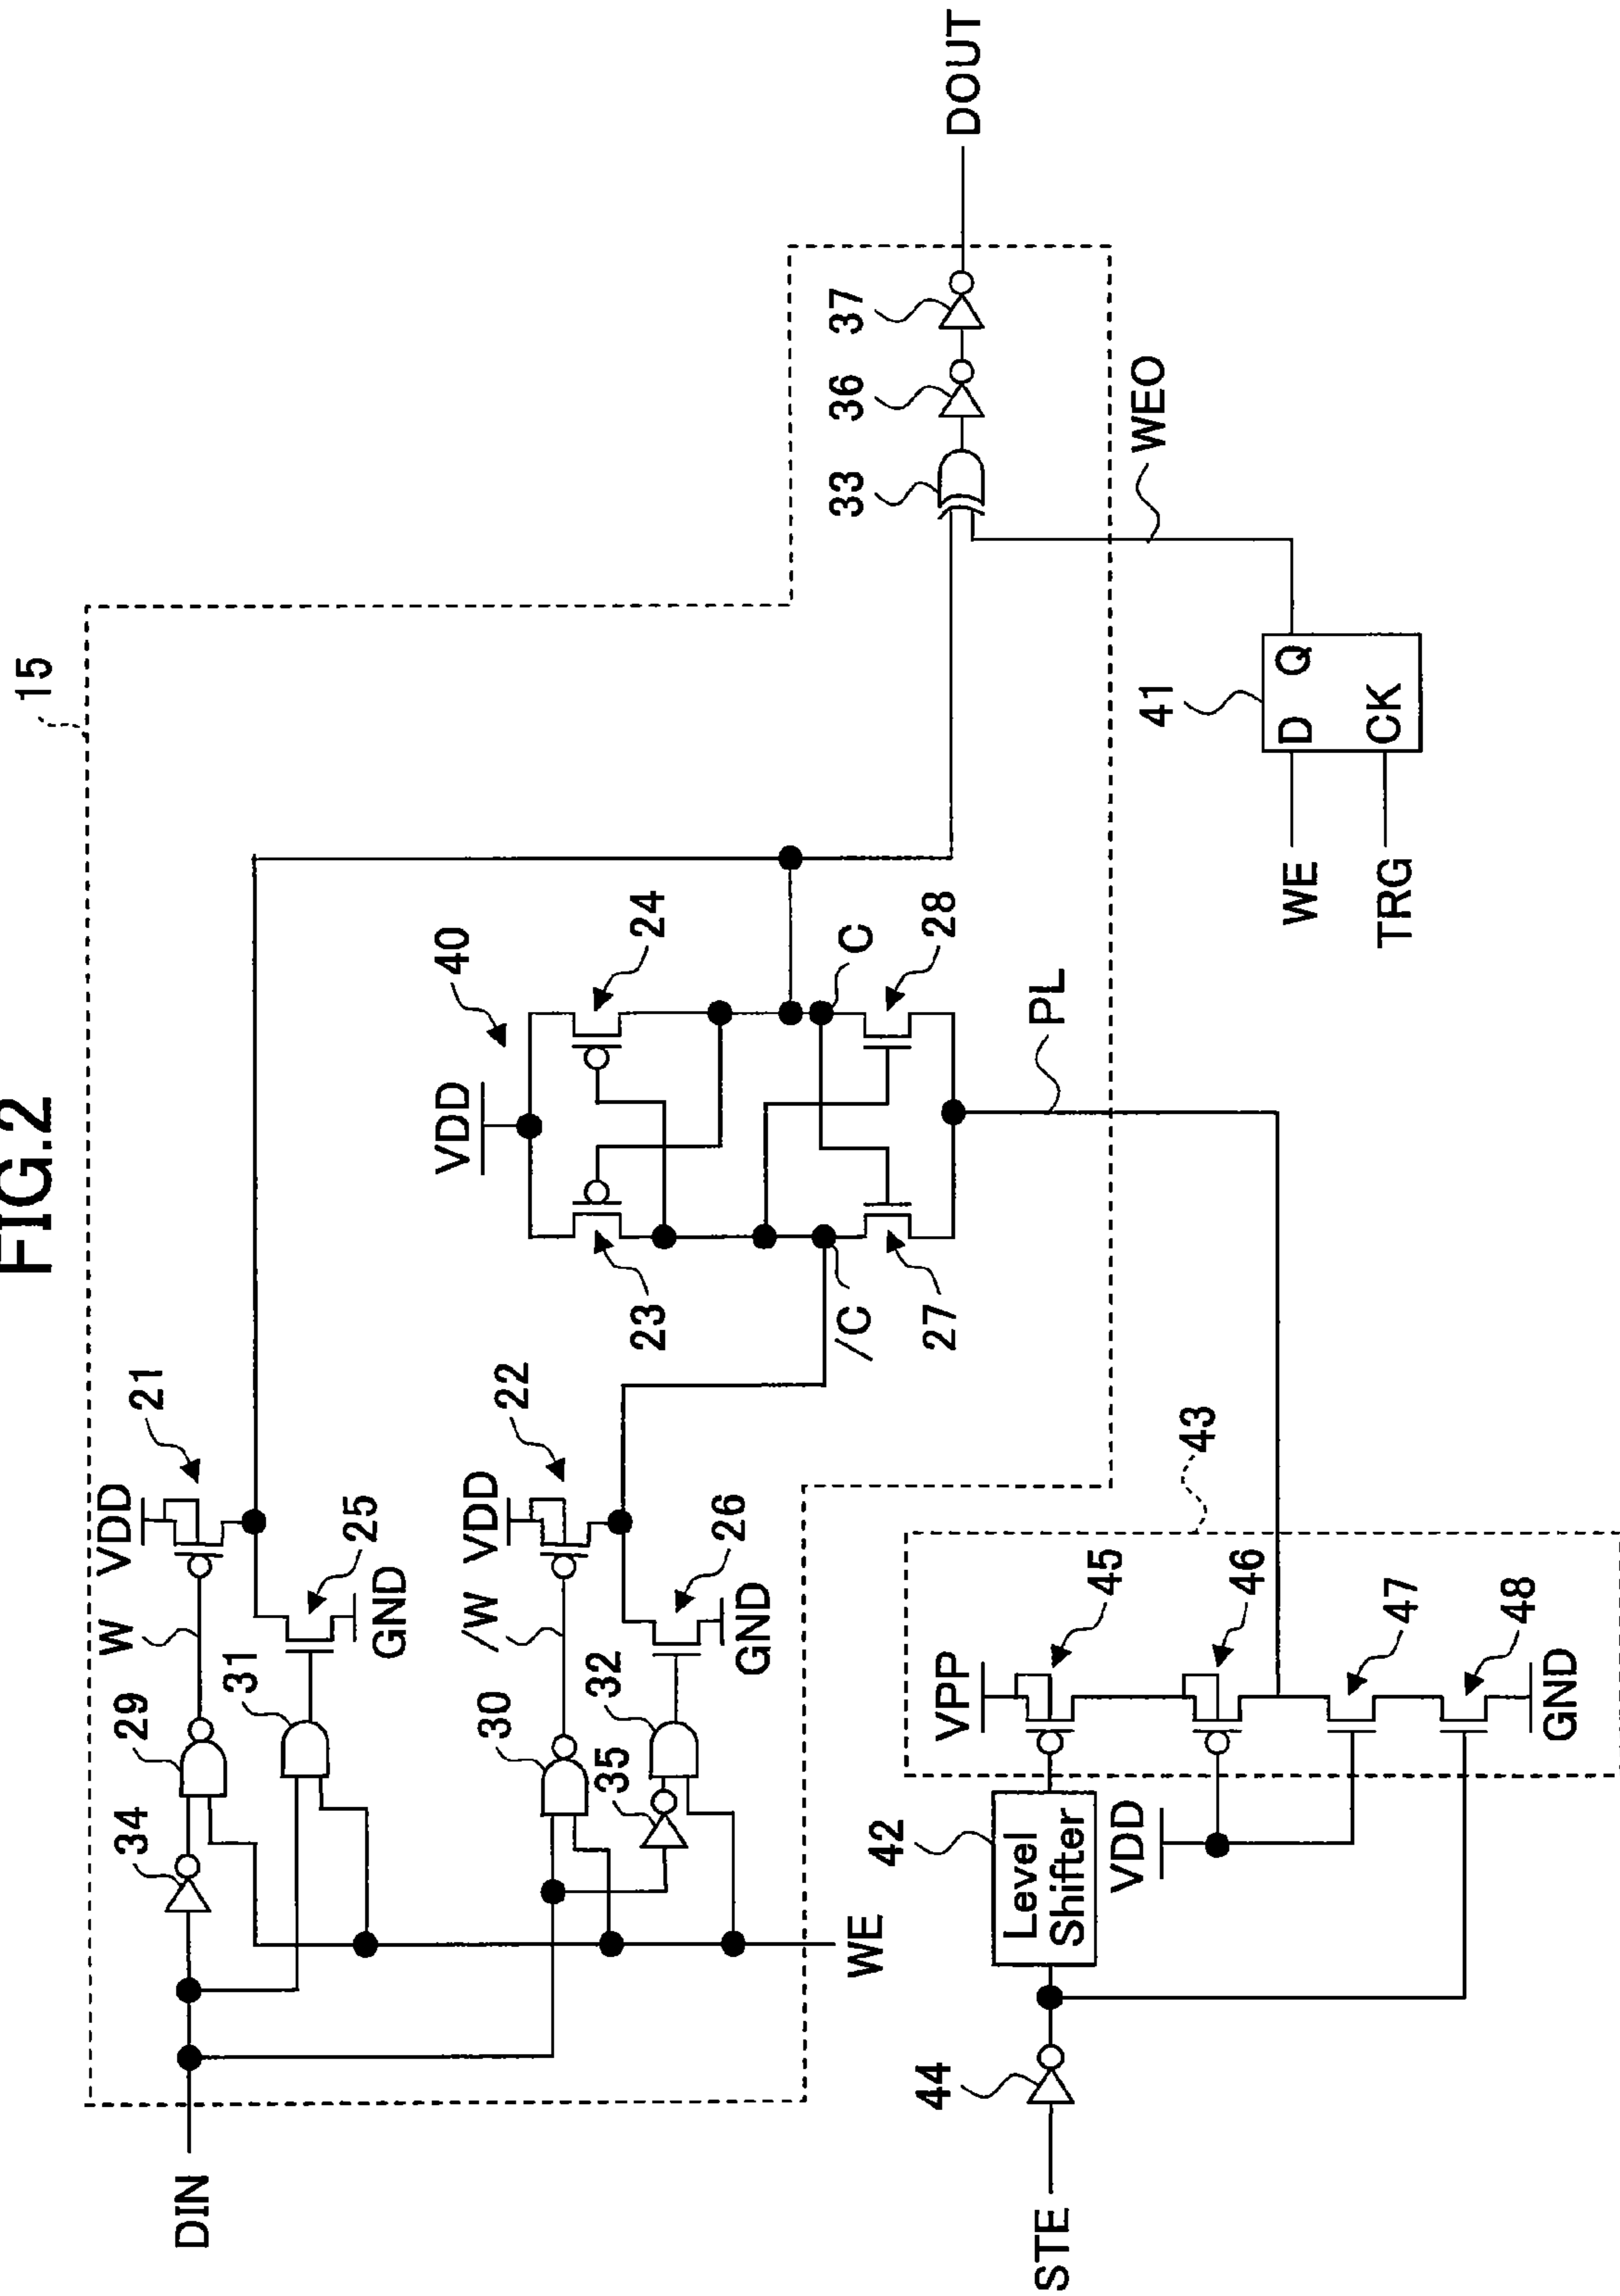 FIG.2
15
DIN
34
29
W
VDD
21
31
25
GND
30
/W
VDD
22
35
32
26
GND
WE
40
VDD
23
24
/C
C
27
28
PL
33
36
37
DOUT
WEO
41
D Q
CK
WE
TRG
STE
44
42
Level
Shifter
VDD
43
VPP
45
46
47
48
GND